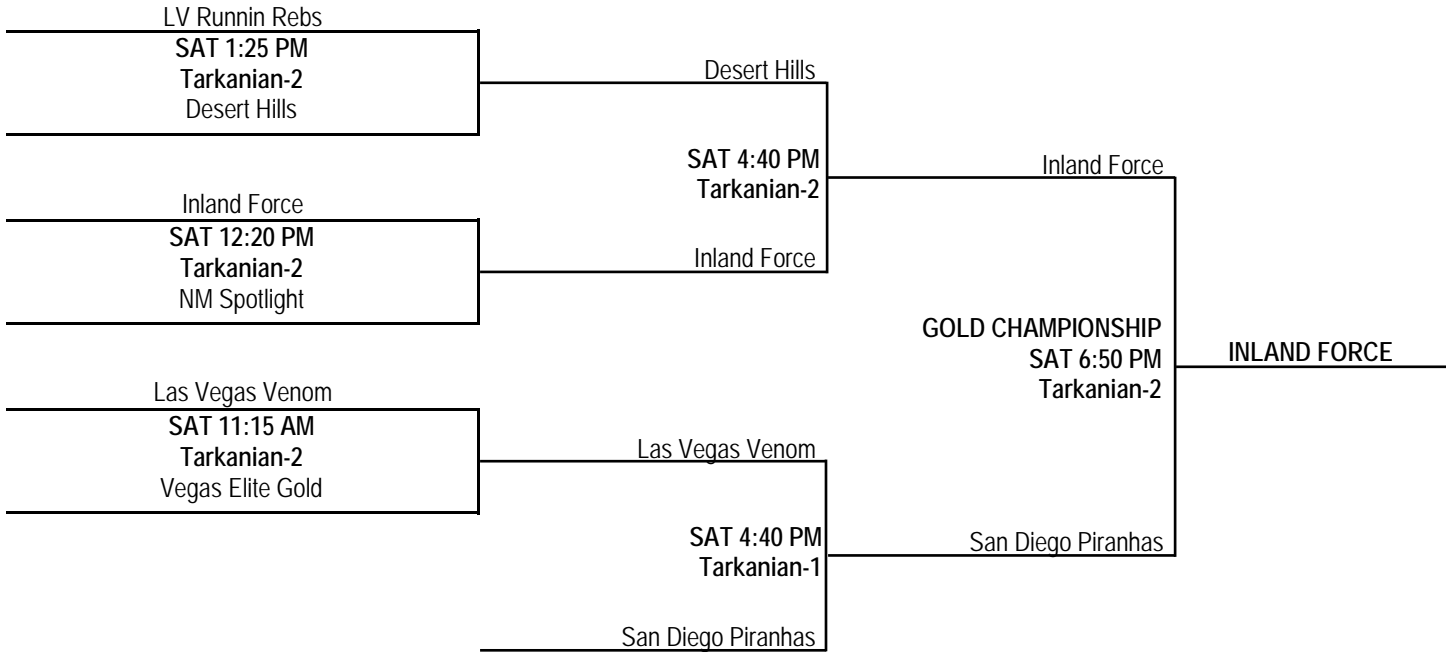 LV Runnin Rebs
SAT 1:25 PM
Tarkanian-2
Desert Hills
Inland Force
SAT 12:20 PM
Tarkanian-2
NM Spotlight
Las Vegas Venom
SAT 11:15 AM
Tarkanian-2
Vegas Elite Gold
Desert Hills
SAT 4:40 PM
Tarkanian-2
Inland Force
Las Vegas Venom
SAT 4:40 PM
Tarkanian-1
San Diego Piranhas
Inland Force
GOLD CHAMPIONSHIP
SAT 6:50 PM
Tarkanian-2
San Diego Piranhas
INLAND FORCE